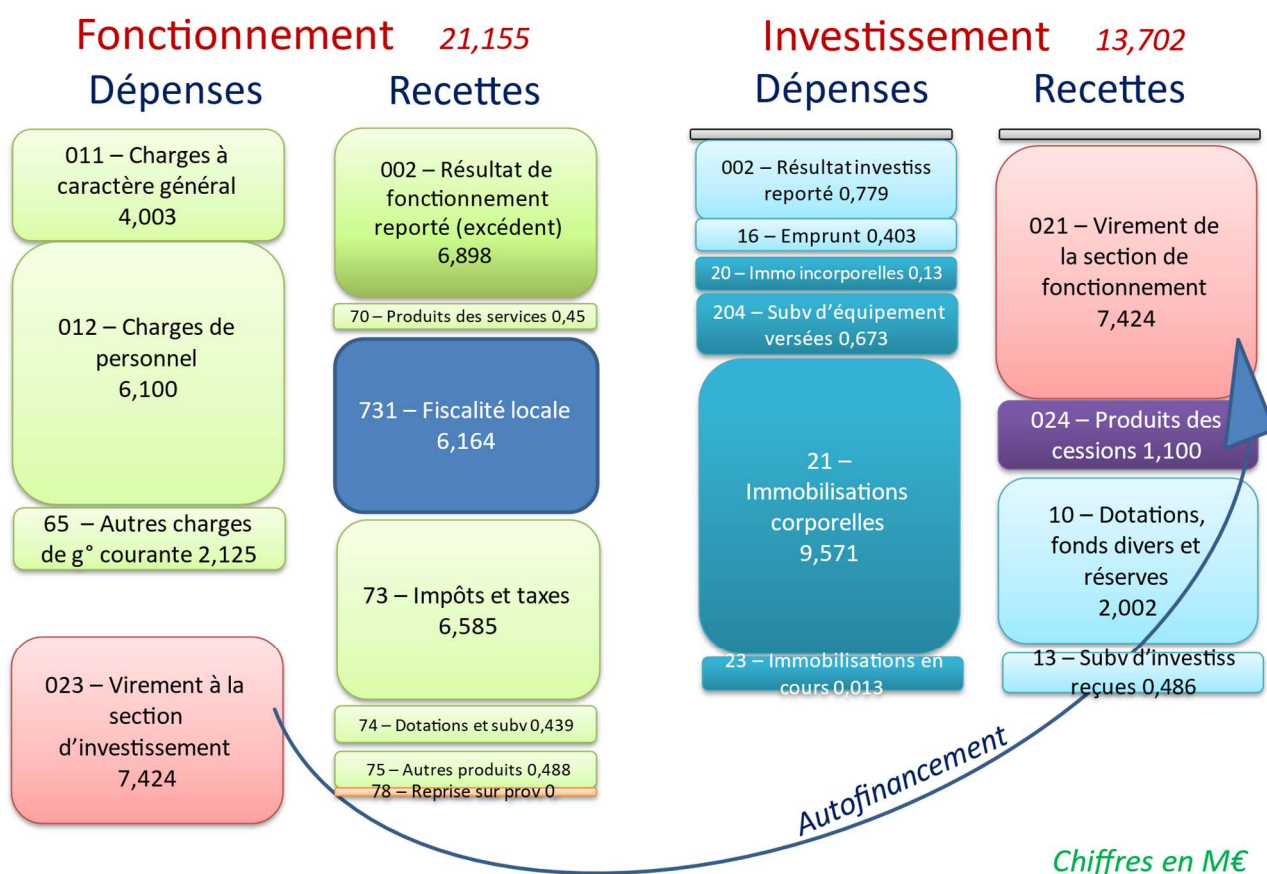 Fonctionnement 21,155
Dépenses
Recettes
011 – Charges à
caractère général
4,003
012 – Charges de
personnel
6,100
65 – Autres charges
de g° courante 2,125
023 – Virement à la
section
d'investissement
7,424
002 – Résultat de
fonctionnement
reporté (excédent)
6,898
70 – Produits des services 0,45
731 – Fiscalité locale
6,164
73 – Impôts et taxes
6,585
74 – Dotations et subv 0,439
75 – Autres produits 0,488
78 – Reprise sur prov 0
Investissement 13,702
Dépenses
Recettes
002 – Résultat investiss
reporté 0,779
16 – Emprunt 0,403
20 – Immo incorporelles 0,13
204 – Subv d'équipement
versées 0,673
21 –
Immobilisations
corporelles
9,571
23 – Immobilisations en
cours 0,013
021 – Virement de
la section de
fonctionnement
7,424
024 – Produits des
cessions 1,100
10 – Dotations,
fonds divers et
réserves
2,002
13 – Subv d'investiss
reçues 0,486
Autofinancement
Chiffres en M€